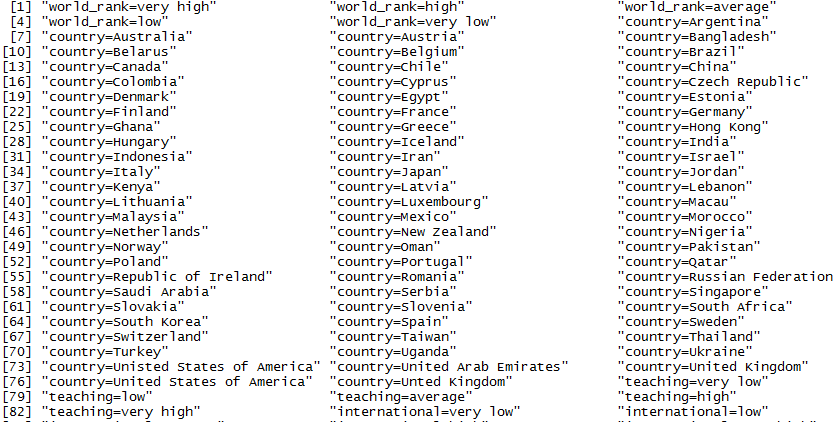 [1] "world_rank=very high" "world_rank=high" "world_rank=average"
[4] "world_rank=low" "world_rank=very low" "country=Argentina"
[7] "country=Australia" "country=Austria" "country=Bangladesh"
[10] "country=Belarus" "country=Belgium" "country=Brazil"
[13] "country=Canada" "country=Chile" "country=China"
[16] "country=Colombia" "country=Cyprus" "country=Czech Republic"
[19] "country=Denmark" "country=Egypt" "country=Estonia"
[22] "country=Finland" "country=France" "country=Germany"
[25] "country=Ghana" "country=Greece" "country=Hong Kong"
[28] "country=Hungary" "country=Iceland" "country=India"
[31] "country=Indonesia" "country=Iran" "country=Israel"
[34] "country=Italy" "country=Japan" "country=Jordan"
[37] "country=Kenya" "country=Latvia" "country=Lebanon"
[40] "country=Lithuania" "country=Luxembourg" "country=Macau"
[43] "country=Malaysia" "country=Mexico" "country=Morocco"
[46] "country=Netherlands" "country=New Zealand" "country=Nigeria"
[49] "country=Norway" "country=Oman" "country=Pakistan"
[52] "country=Poland" "country=Portugal" "country=Qatar"
[55] "country=Republic of Ireland" "country=Romania" "country=Russian Federation
[58] "country=Saudi Arabia" "country=Serbia" "country=Singapore"
[61] "country=Slovakia" "country=Slovenia" "country=South Africa"
[64] "country=South Korea" "country=Spain" "country=Sweden"
[67] "country=Switzerland" "country=Taiwan" "country=Thailand"
[70] "country=Turkey" "country=Uganda" "country=Ukraine"
[73] "country=Unisted States of America" "country=United Arab Emirates" "country=United Kingdom"
[76] "country=United States of America" "country=Unted Kingdom" "teaching=very low"
[79] "teaching=low" "teaching=average" "teaching=high"
[82] "teaching=very high" "international=very low" "international=low"